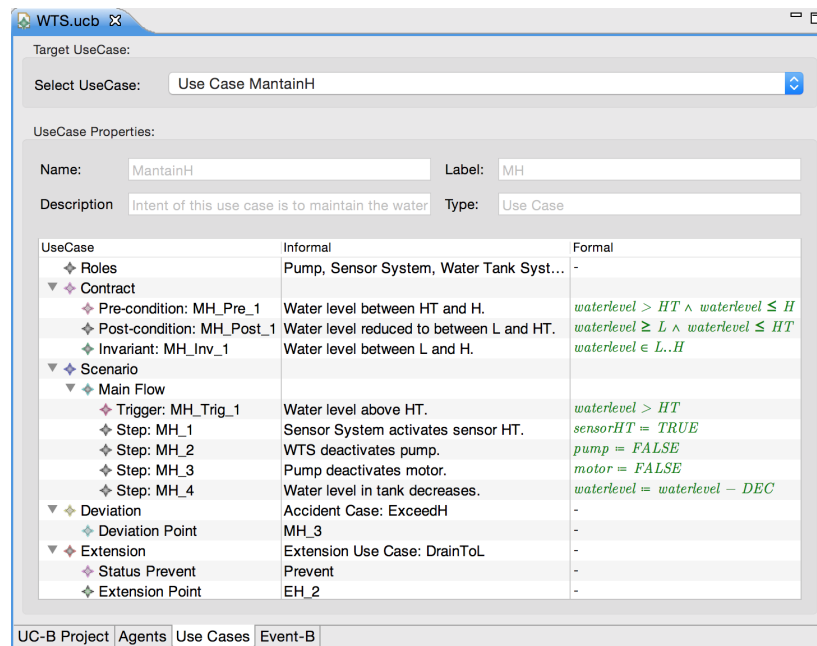 WTS.ucb
Target UseCase:
Select UseCase: Use Case MantainH
UseCase Properties:
Name: MantainH Label: MH
Description Intent of this use case is to maintain the water Type: Use Case
UseCase Informal Formal
Roles Pump, Sensor System, Water Tank Syst... -
Contract
Pre-condition: MH_Pre_1 Water level between HT and H. waterlevel > HT ∧ waterlevel ≤ H
Post-condition: MH_Post_1 Water level reduced to between L and HT. waterlevel ≥ L ∧ waterlevel ≤ HT
Invariant: MH_Inv_1 Water level between L and H. waterlevel ∈ L..H
Scenario
Main Flow
Trigger: MH_Trig_1 Water level above HT. waterlevel > HT
Step: MH_1 Sensor System activates sensor HT. sensorHT ≔ TRUE
Step: MH_2 WTS deactivates pump. pump ≔ FALSE
Step: MH_3 Pump deactivates motor. motor ≔ FALSE
Step: MH_4 Water level in tank decreases. waterlevel ≔ waterlevel − DEC
Deviation Accident Case: ExceedH -
Deviation Point MH_3 -
Extension Extension Use Case: DrainToL -
Status Prevent Prevent -
Extension Point EH_2 -
UC-B Project Agents Use Cases Event-B